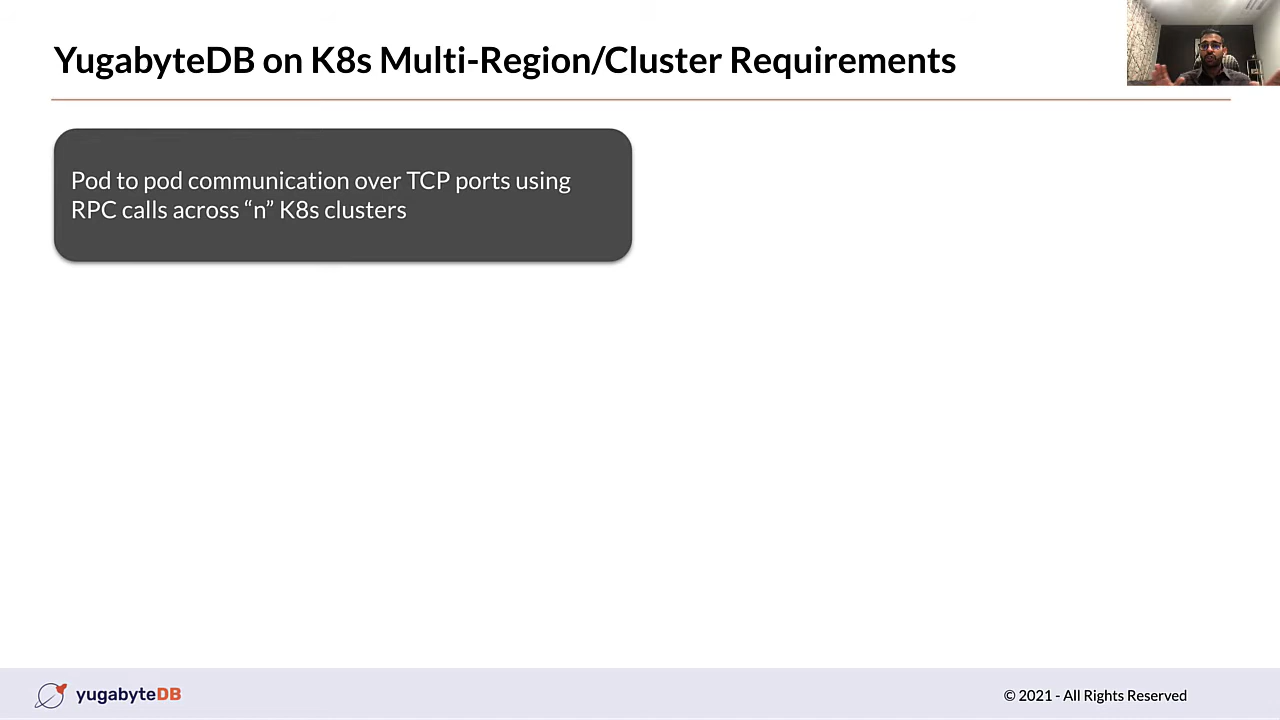 YugabyteDB on K8s Multi-Region/Cluster Requirements
Pod to pod communication over TCP ports using
RPC calls across “n” K8s clusters
yugabyteDB
© 2021 - All Rights Reserved